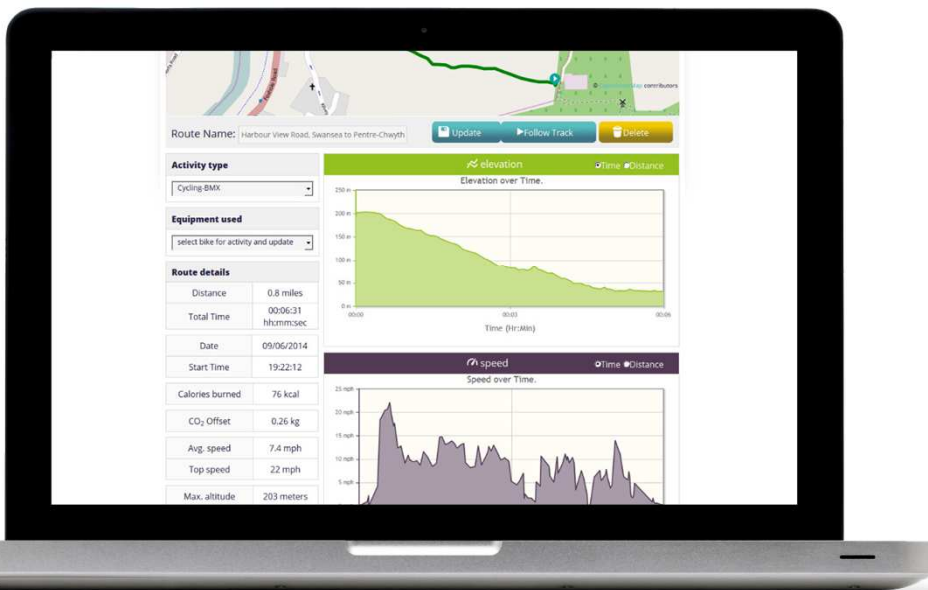 contributors
Route Name: Harbour View Road, Swansea to Pentre-Chwyth
Update
Follow Track
Delete
Activity type
Cycling-BMX
Equipment used
select bike for activity and update
Route details
Distance 0.8 miles
Total Time 00:06:31
hh:mm:sec
Date 09/06/2014
Start Time 19:22:12
Calories burned 76 kcal
CO2 Offset 0.26 kg
Avg. speed 7.4 mph
Top speed 22 mph
Max. altitude 203 meters
elevation
Time Distance
Elevation over Time.
250 m
200 m
150 m
100 m
50 m
0 m
00:00 00:03 00:06
Time (Hr:Min)
speed
Time Distance
Speed over Time.
25 mph
20 mph
15 mph
10 mph
5 mph